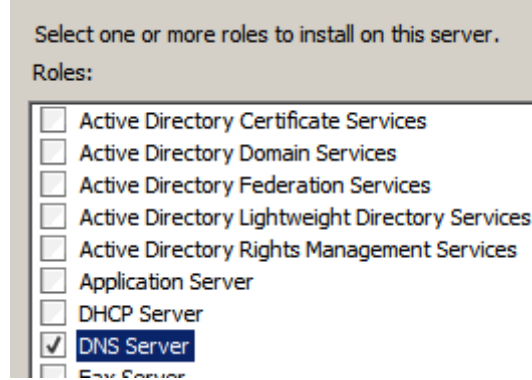 Select one or more roles to install on this server.
Roles:
Active Directory Certificate Services
Active Directory Domain Services
Active Directory Federation Services
Active Directory Lightweight Directory Services
Active Directory Rights Management Services
Application Server
DHCP Server
DNS Server
Fax Server